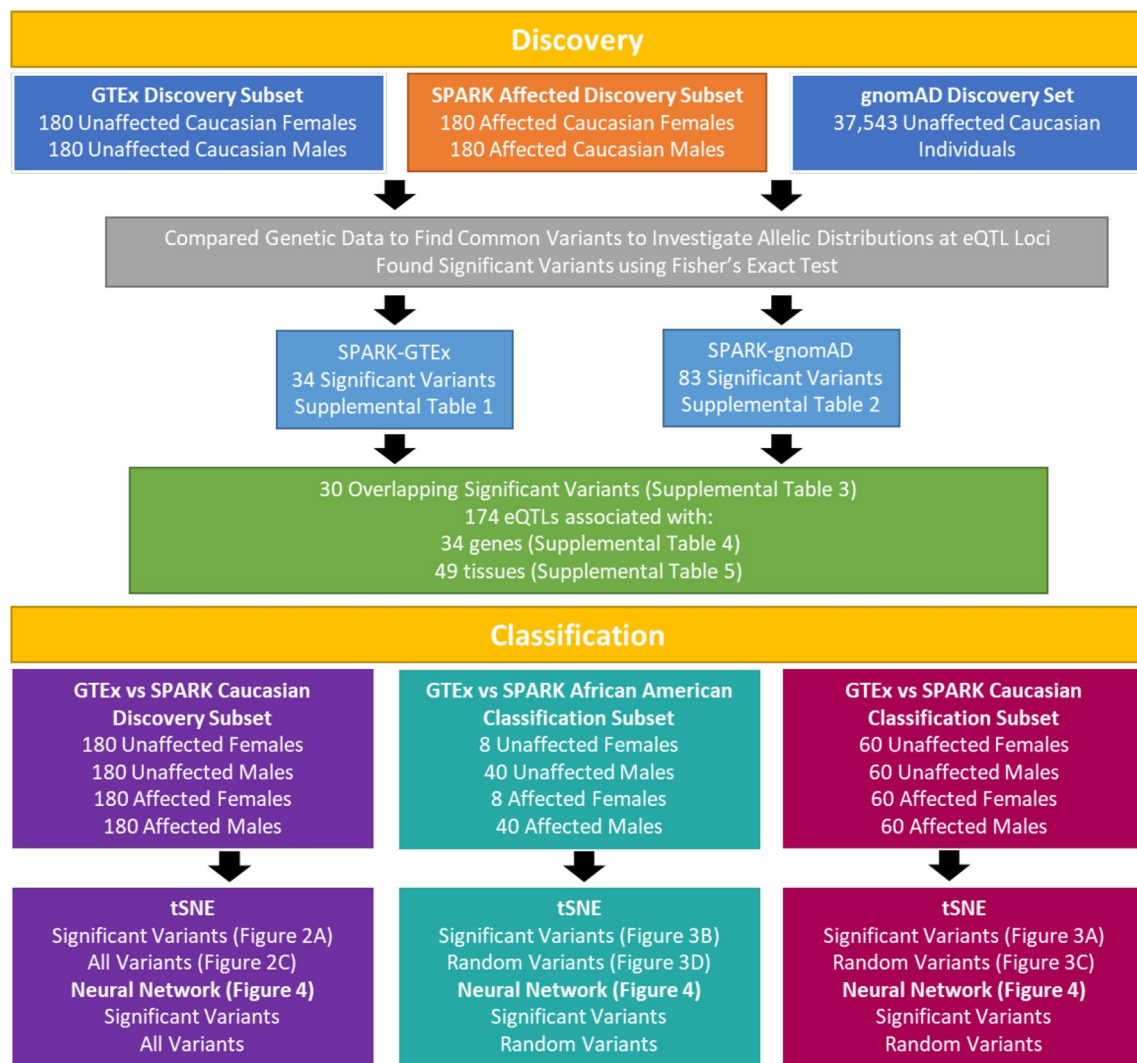 Discovery
GTEx Discovery Subset
180 Unaffected Caucasian Females
180 Unaffected Caucasian Males
SPARK Affected Discovery Subset
180 Affected Caucasian Females
180 Affected Caucasian Males
gnomAD Discovery Set
37,543 Unaffected Caucasian
Individuals
Compared Genetic Data to Find Common Variants to Investigate Allelic Distributions at eQTL Loci
Found Significant Variants using Fisher's Exact Test
SPARK-GTEx
34 Significant Variants
Supplemental Table 1
SPARK-gnomAD
83 Significant Variants
Supplemental Table 2
30 Overlapping Significant Variants (Supplemental Table 3)
174 eQTLs associated with:
34 genes (Supplemental Table 4)
49 tissues (Supplemental Table 5)
Classification
GTEx vs SPARK Caucasian
Discovery Subset
180 Unaffected Females
180 Unaffected Males
180 Affected Females
180 Affected Males
GTEx vs SPARK African American
Classification Subset
8 Unaffected Females
40 Unaffected Males
8 Affected Females
40 Affected Males
GTEx vs SPARK Caucasian
Classification Subset
60 Unaffected Females
60 Unaffected Males
60 Affected Females
60 Affected Males
tSNE
Significant Variants (Figure 2A)
All Variants (Figure 2C)
Neural Network (Figure 4)
Significant Variants
All Variants
tSNE
Significant Variants (Figure 3B)
Random Variants (Figure 3D)
Neural Network (Figure 4)
Significant Variants
Random Variants
tSNE
Significant Variants (Figure 3A)
Random Variants (Figure 3C)
Neural Network (Figure 4)
Significant Variants
Random Variants